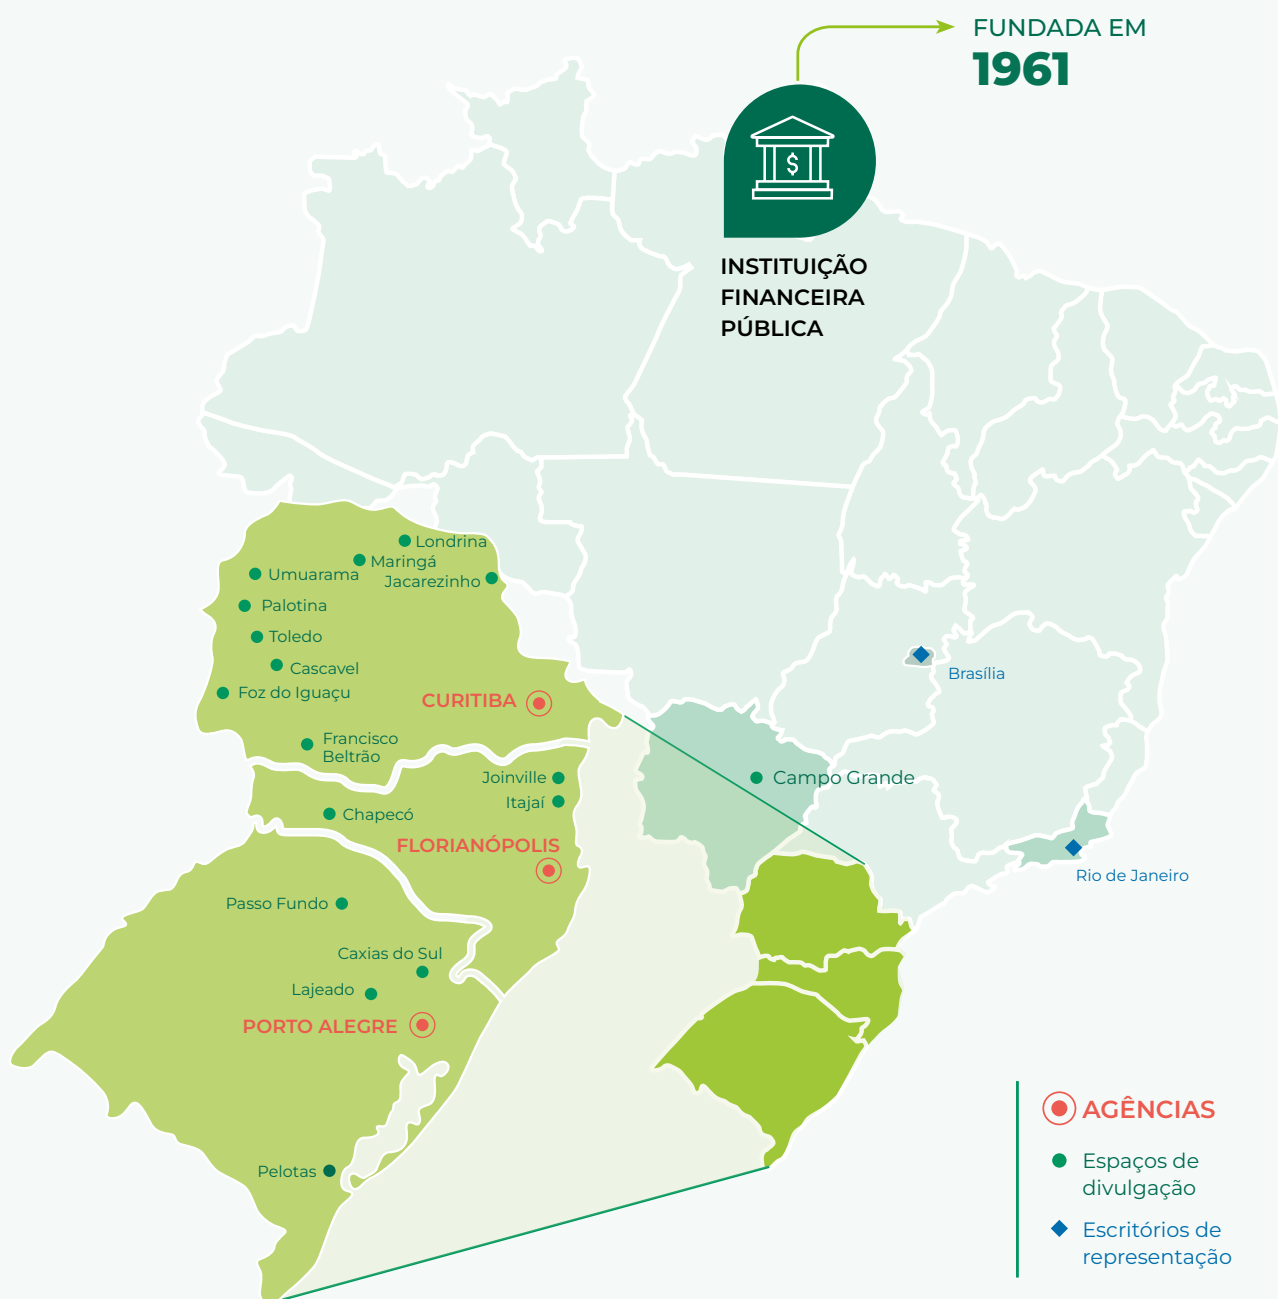 FUNDADA EM
1961
$
INSTITUIÇÃO
FINANCEIRA
PÚBLICA
Londrina
Maringá
Umuarama
Jacarezinho
Palotina
Toledo
Cascavel
Foz do Iguaçu
CURITIBA
Francisco
Beltrão
Joinville
Itajaí
Chapecó
FLORIANÓPOLIS
Passo Fundo
Caxias do Sul
Lajeado
PORTO ALEGRE
Pelotas
Brasília
Campo Grande
Rio de Janeiro
AGÊNCIAS
Espaços de
divulgação
Escritórios de
representação